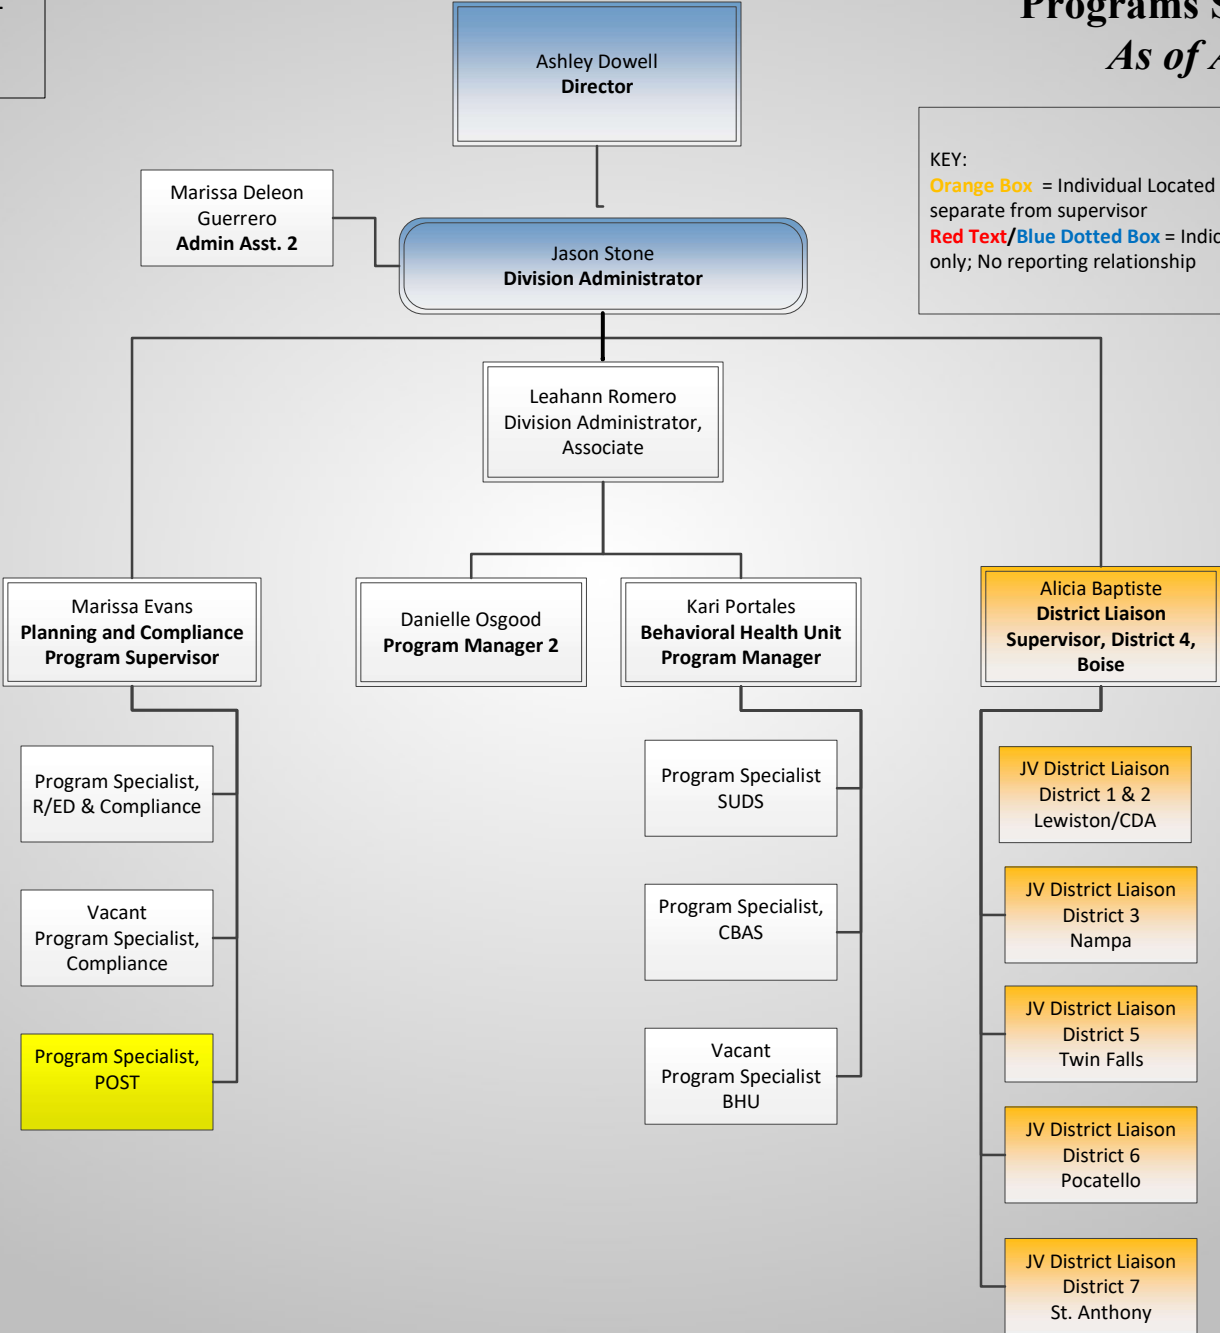 Programs
As of
Ashley Dowell
Director
KEY:
Orange Box = Individual Located
separate from supervisor
Red Text/Blue Dotted Box =
only; No reporting relationship
Marissa Deleon
Guerrero
Admin Asst. 2
Jason Stone
Division Administrator
Leahann Romero
Division Administrator,
Associate
Marissa Evans
Planning and Compliance
Program Supervisor
Danielle Osgood
Program Manager 2
Kari Portales
Behavioral Health Unit
Program Manager
Alicia Baptiste
District Liaison
Supervisor, District 4,
Boise
Program Specialist,
R/ED & Compliance
Vacant
Program Specialist,
Compliance
Program Specialist,
POST
Program Specialist
SUDS
Program Specialist,
CBAS
Vacant
Program Specialist
BHU
JV District Liaison
District 1 & 2
Lewiston/CDA
JV District Liaison
District 3
Nampa
JV District Liaison
District 5
Twin Falls
JV District Liaison
District 6
Pocatello
JV District Liaison
District 7
St. Anthony